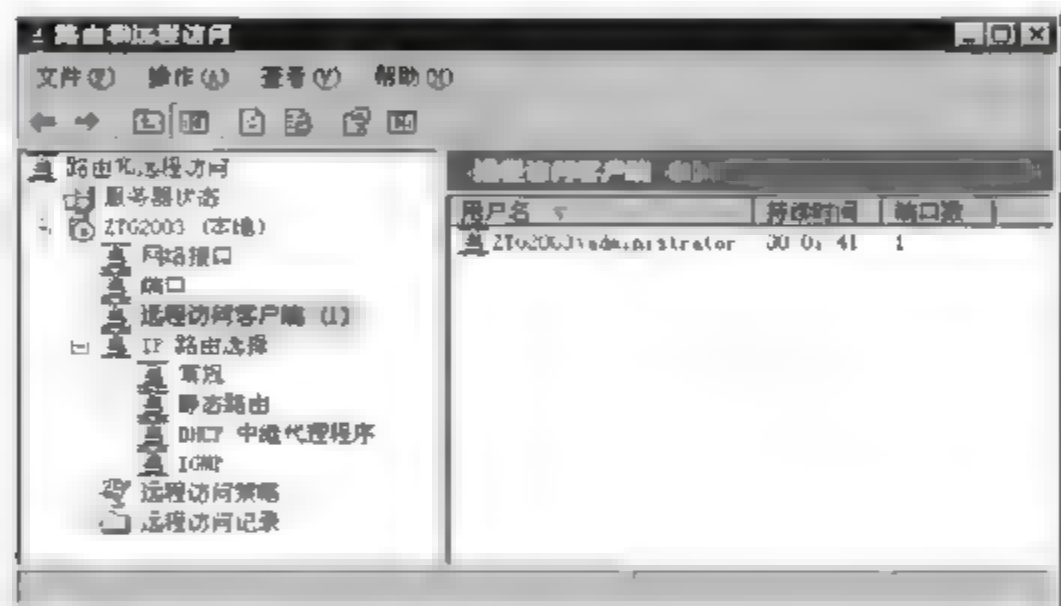 路由和远程访问
文件(F) 操作(A) 查看(V) 帮助(H)
路由和远程访问
服务器状态
ZTG2003 (本地)
网络接口
端口
远程访问客户端 (1)
IP 路由选择
常规
静态路由
DHCP 中继代理程序
IGMP
远程访问策略
远程访问记录
远程访问客户端
用户名 持续时间 端口数
ZTG2003\administrator 00:01:41 1